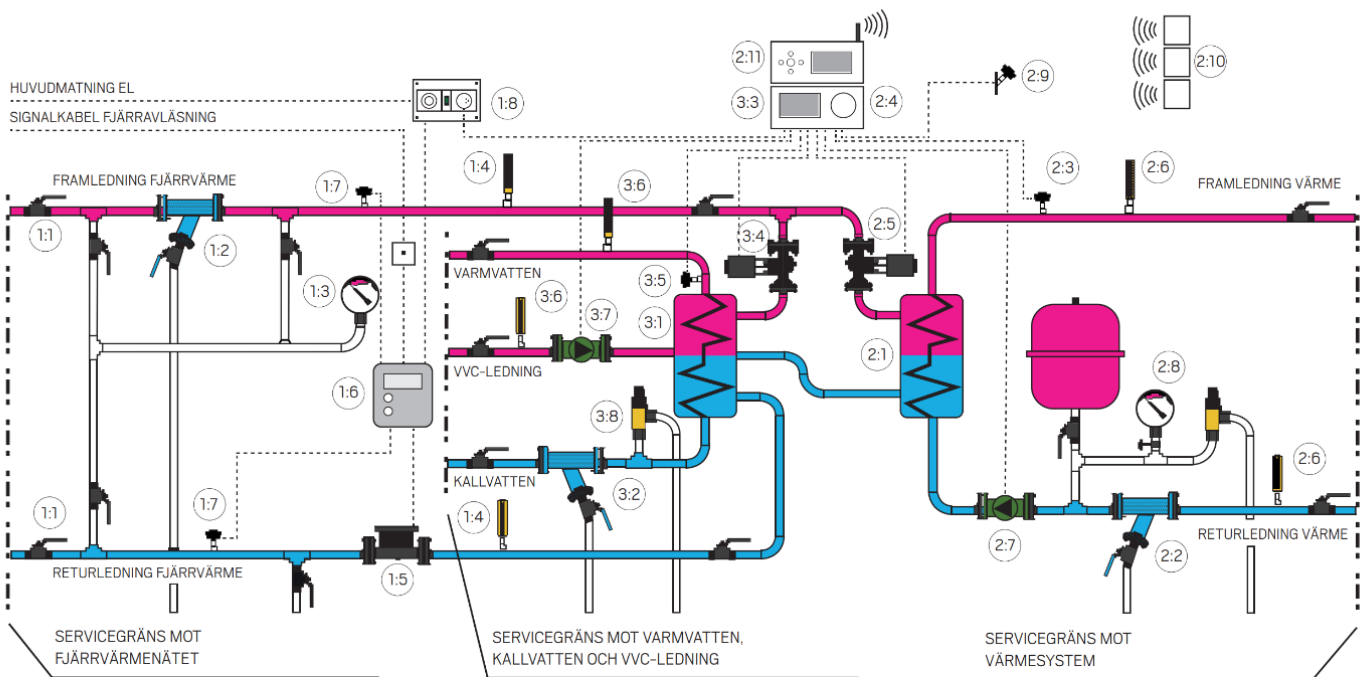 2:11
3:3
2:4
2:9
2:10
HUVUDMATNING EL
1:8
SIGNALKABEL FJÄRRAVLÄSNING
FRAMLEDNING FJÄRRVÄRME
1:7
1:4
3:6
2:3
2:6
FRAMLEDNING VÄRME
1:1
1:2
3:4
2:5
VARMVATTEN
3:5
1:3
3:6
3:7
3:1
2:1
VVC-LEDNING
1:6
2:8
3:8
KALLVATTEN
3:2
1:1
1:7
1:4
2:6
RETURLEDNING FJÄRRVÄRME
1:5
2:7
2:2
RETURLEDNING VÄRME
SERVICEGRÄNS MOT
FJÄRRVÄRMENÄTET
SERVICEGRÄNS MOT VARMVATTEN,
KALLVATTEN OCH VVC-LEDNING
SERVICEGRÄNS MOT
VÄRMESYSTEM